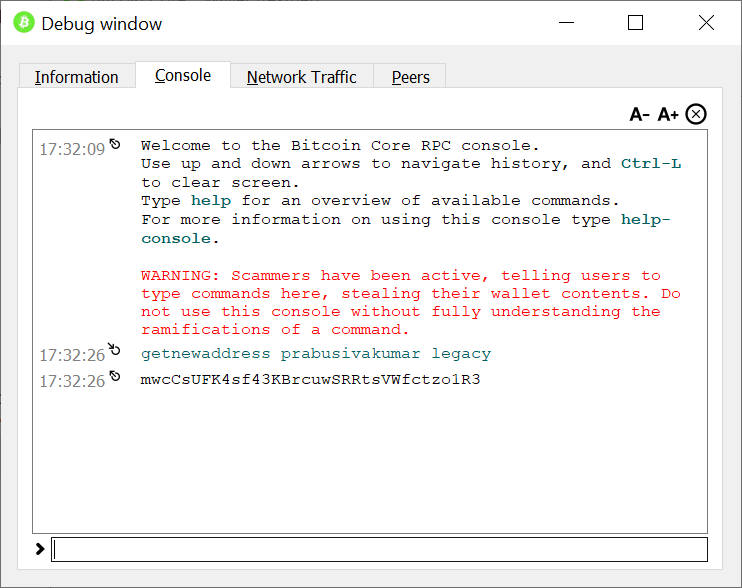 Debug window
Information Console Network Traffic Peers
A- A+
17:32:09 Welcome to the Bitcoin Core RPC console.
Use up and down arrows to navigate history, and Ctrl-L
to clear screen.
Type help for an overview of available commands.
For more information on using this console type help-
console.
WARNING: Scammers have been active, telling users to
type commands here, stealing their wallet contents. Do
not use this console without fully understanding the
ramifications of a command.
17:32:26 getnewaddress prabusivakumar legacy
17:32:26 mwcCsUFK4sf43KBrcuwSRRtsVWfctzo1R3